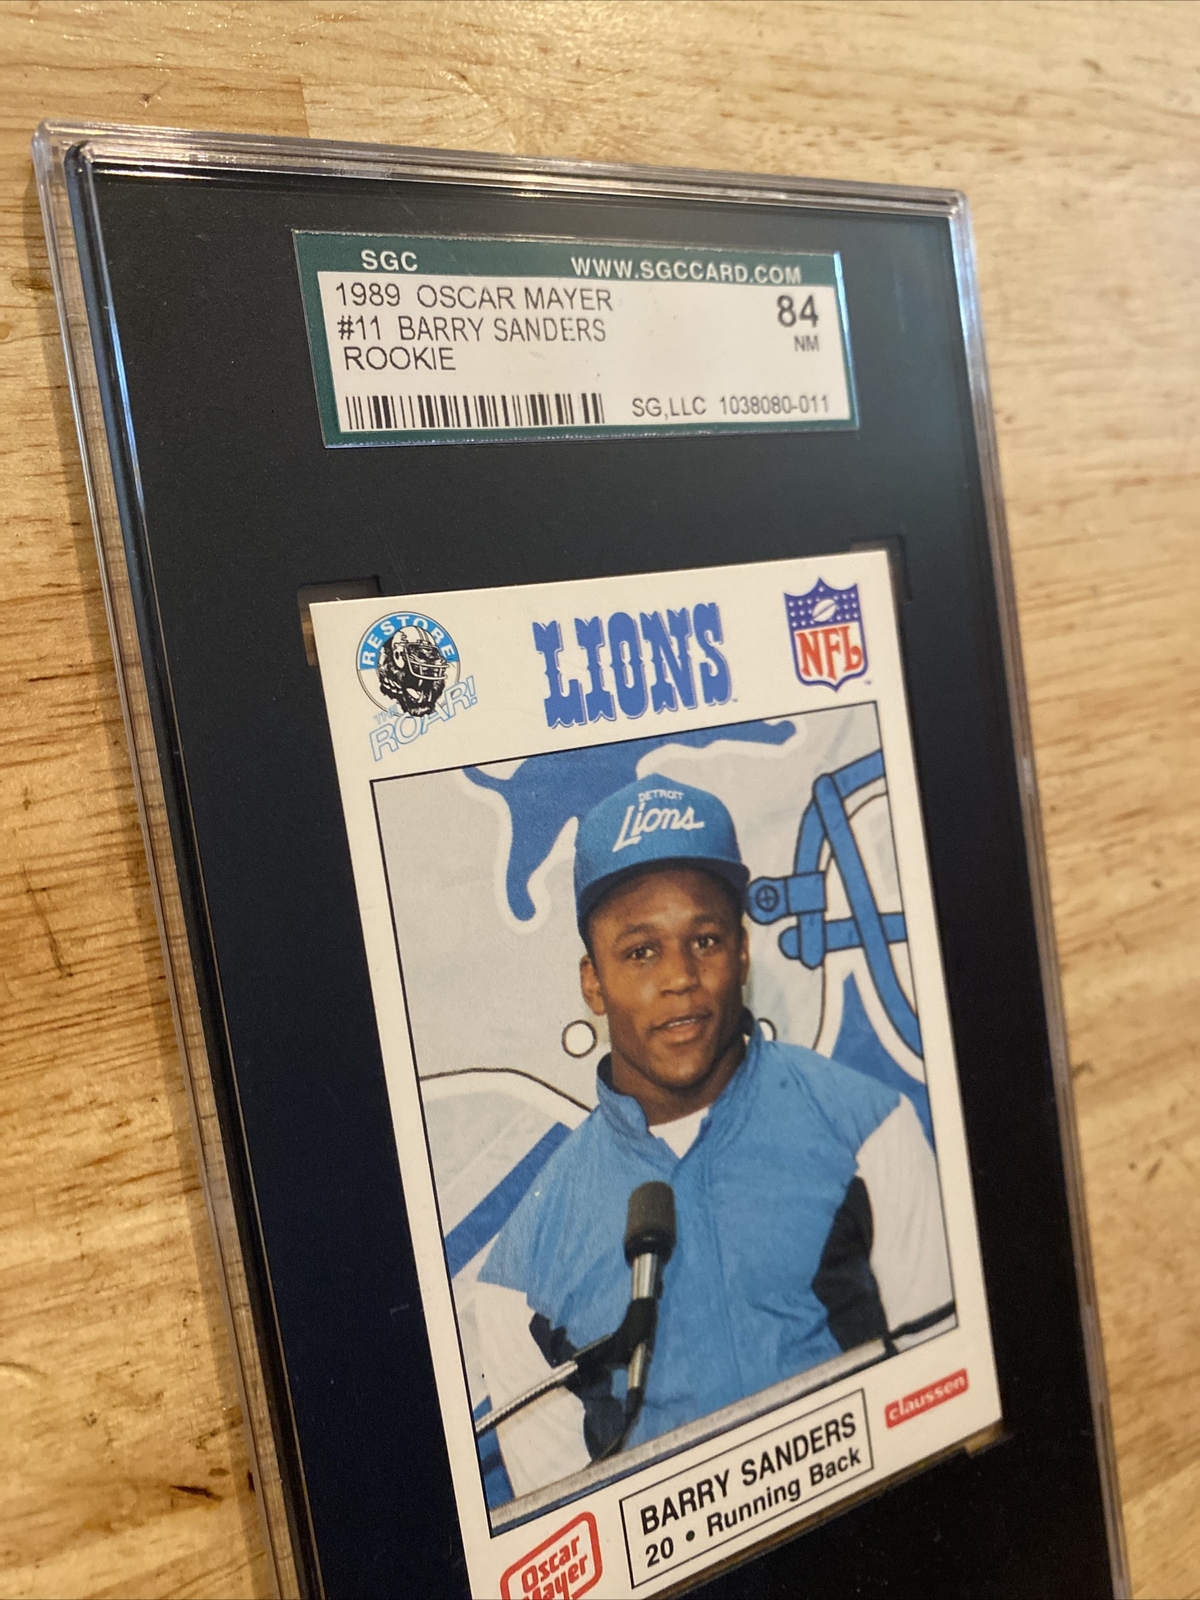 SGC WWW.SGCCARD.COM
1989 OSCAR MAYER 84
#11 BARRY SANDERS NM
ROOKIE
SG,LLC 1038080-011
RESTORE
THE
ROAR!
LIONS
NFL
DETROIT
Lions
claussen
BARRY SANDERS
20 • Running Back
Oscar
Mayer